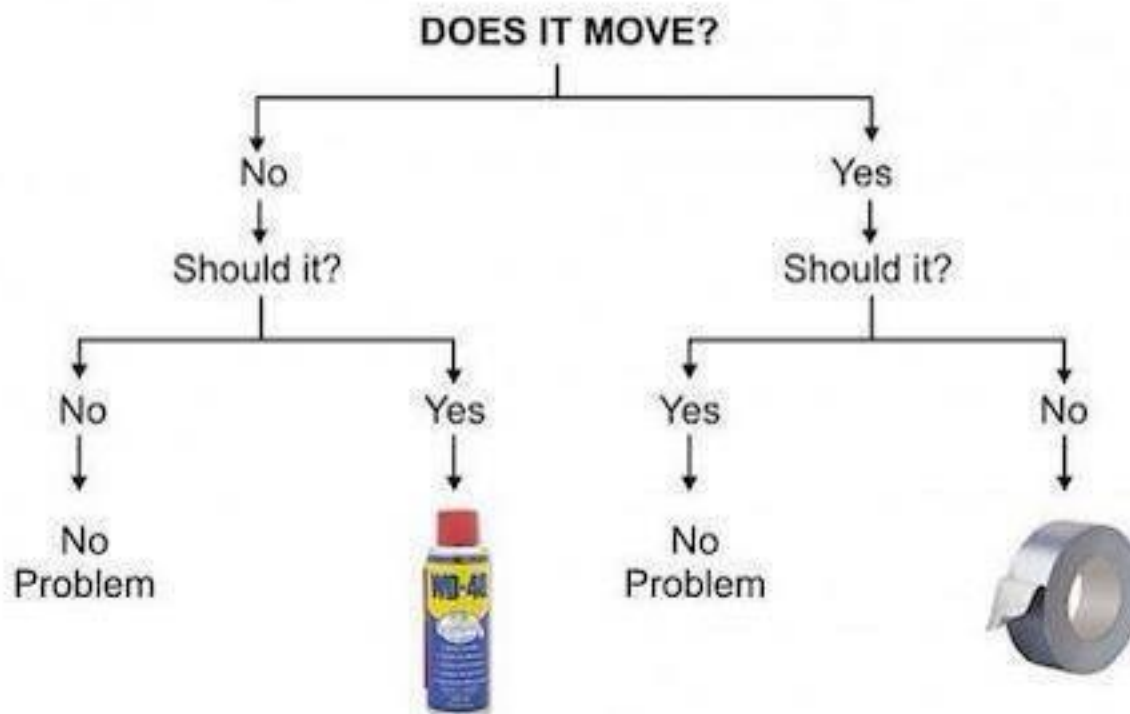 DOES IT MOVE?
No
Yes
Should it?
Should it?
No
Yes
Yes
No
No
Problem
WD-40
No
Problem